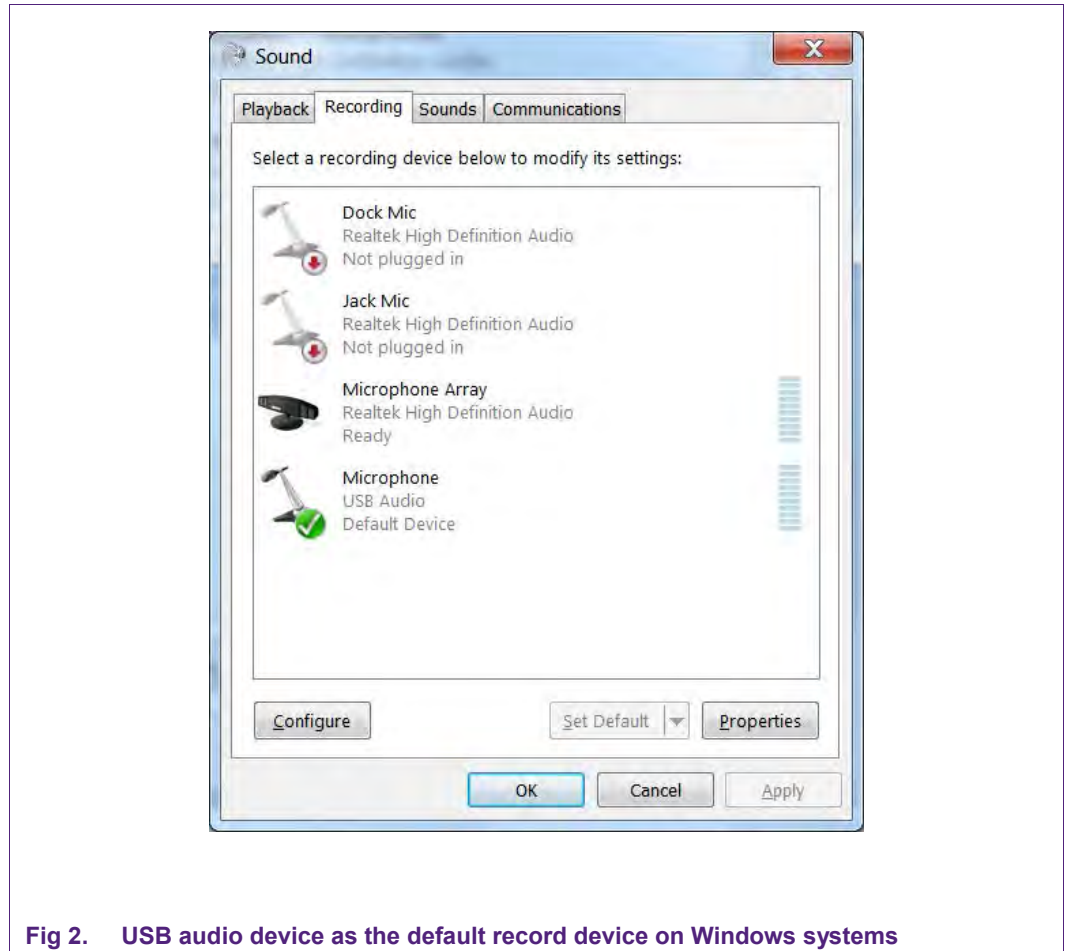 Sound
Playback Recording Sounds Communications
Select a recording device below to modify its settings:
Dock Mic
Realtek High Definition Audio
Not plugged in
Jack Mic
Realtek High Definition Audio
Not plugged in
Microphone Array
Realtek High Definition Audio
Ready
Microphone
USB Audio
Default Device
Configure Set Default Properties
OK Cancel Apply
Fig 2. USB audio device as the default record device on Windows systems